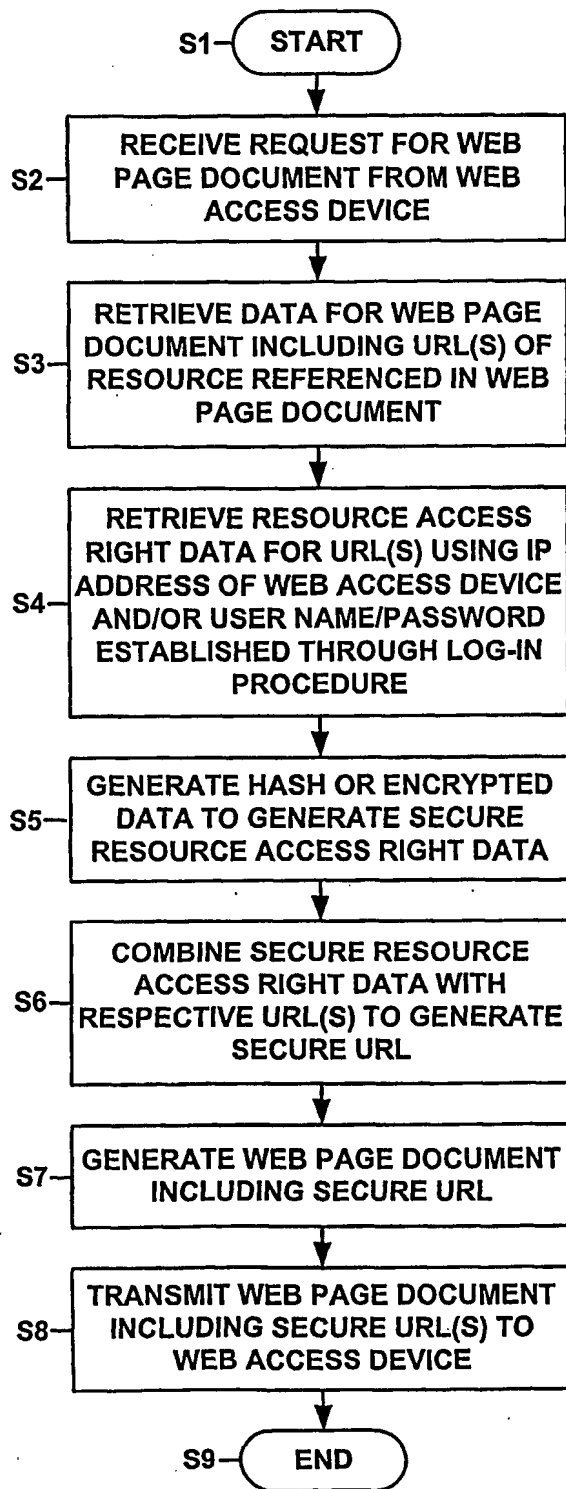 S1 START
S2 RECEIVE REQUEST FOR WEB
PAGE DOCUMENT FROM WEB
ACCESS DEVICE
S3 RETRIEVE DATA FOR WEB PAGE
DOCUMENT INCLUDING URL(S) OF
RESOURCE REFERENCED IN WEB
PAGE DOCUMENT
S4 RETRIEVE RESOURCE ACCESS
RIGHT DATA FOR URL(S) USING IP
ADDRESS OF WEB ACCESS DEVICE
AND/OR USER NAME/PASSWORD
ESTABLISHED THROUGH LOG-IN
PROCEDURE
S5 GENERATE HASH OR ENCRYPTED
DATA TO GENERATE SECURE
RESOURCE ACCESS RIGHT DATA
S6 COMBINE SECURE RESOURCE
ACCESS RIGHT DATA WITH
RESPECTIVE URL(S) TO GENERATE
SECURE URL
S7 GENERATE WEB PAGE DOCUMENT
INCLUDING SECURE URL
S8 TRANSMIT WEB PAGE DOCUMENT
INCLUDING SECURE URL(S) TO
WEB ACCESS DEVICE
S9 END